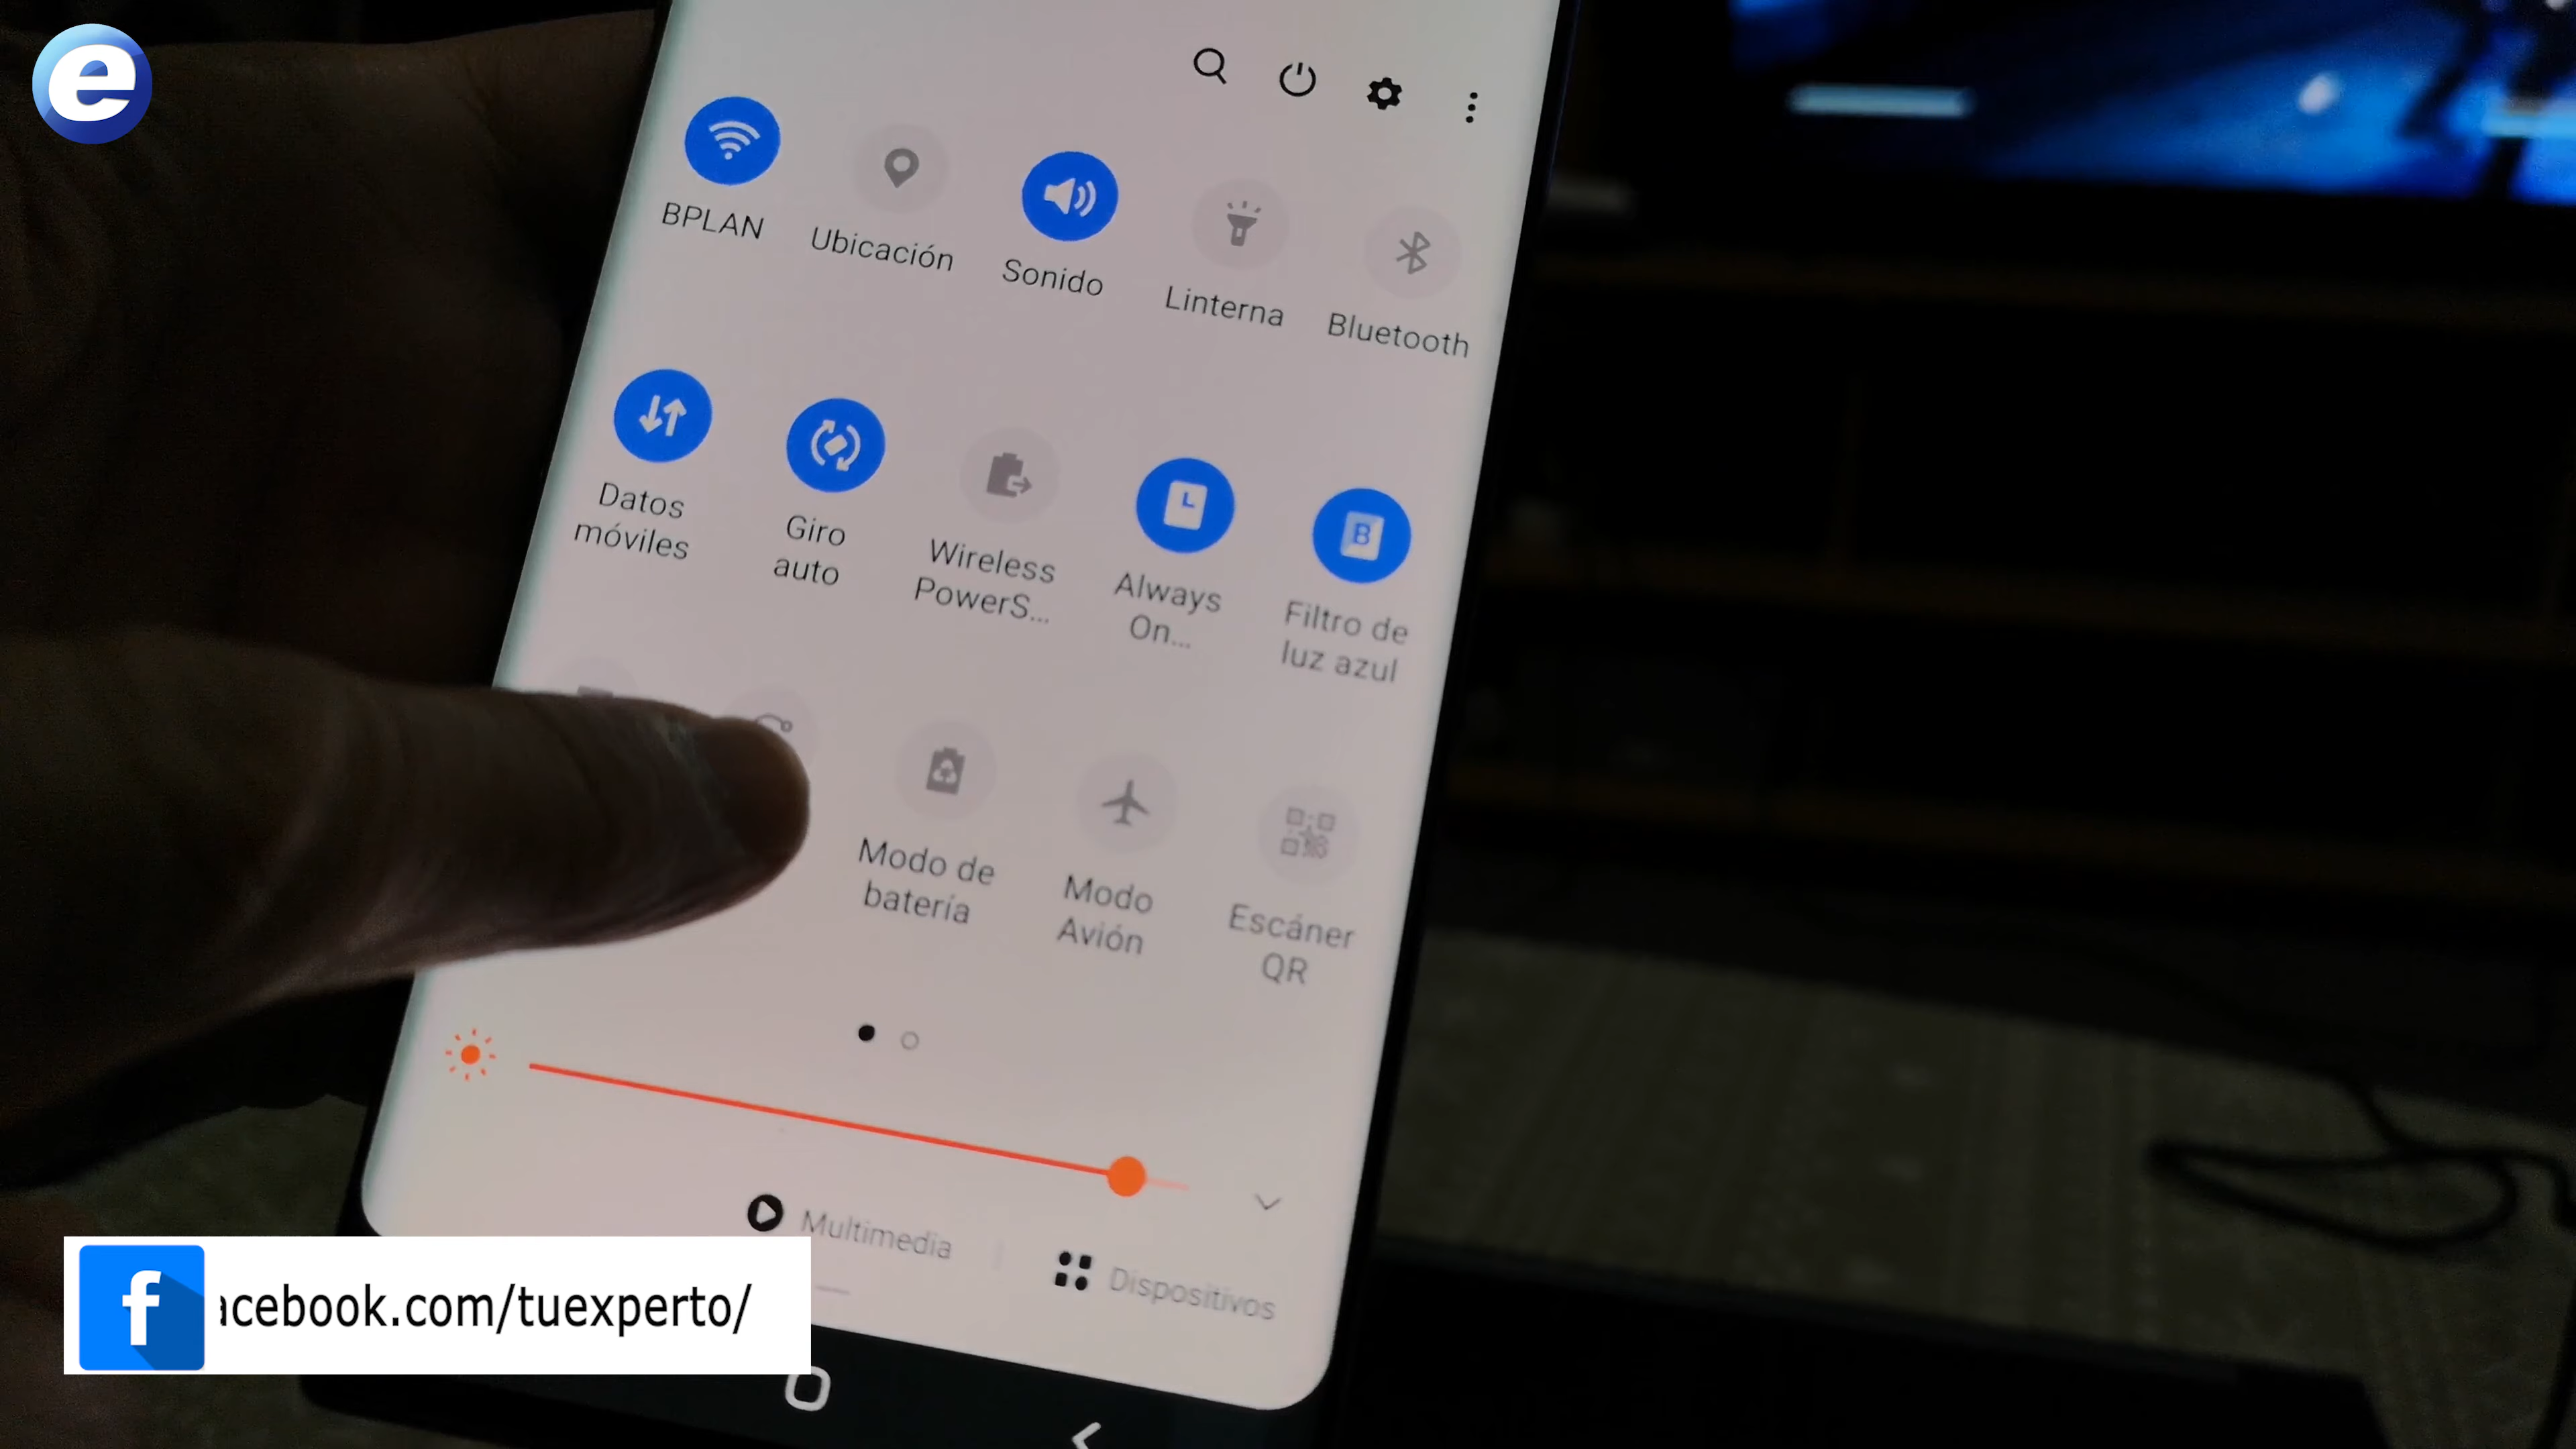 e
BPLAN
Ubicación
Sonido
Linterna
Bluetooth
Datos
móviles
Giro
auto
Wireless
PowerS...
Always
On...
Filtro de
luz azul
Modo de
batería
Modo
Avión
Escáner
QR
Multimedia
Dispositivos
f
acebook.com/tuexperto/